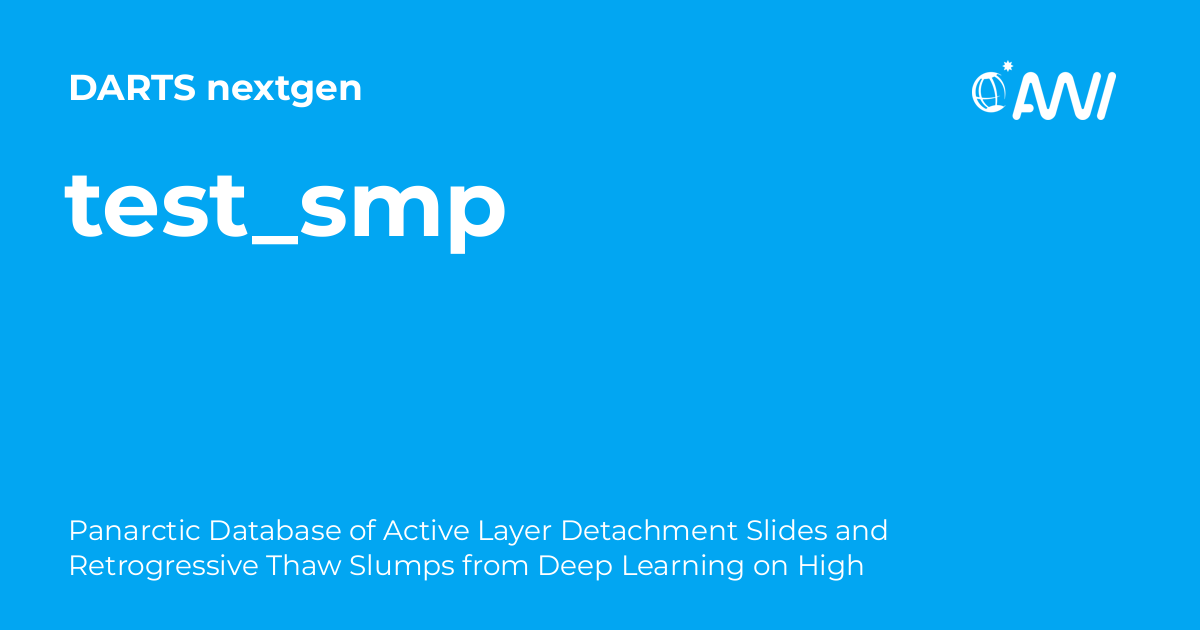 DARTS nextgen
AWI
test_smp
Panarctic Database of Active Layer Detachment Slides and
Retrogressive Thaw Slumps from Deep Learning on High